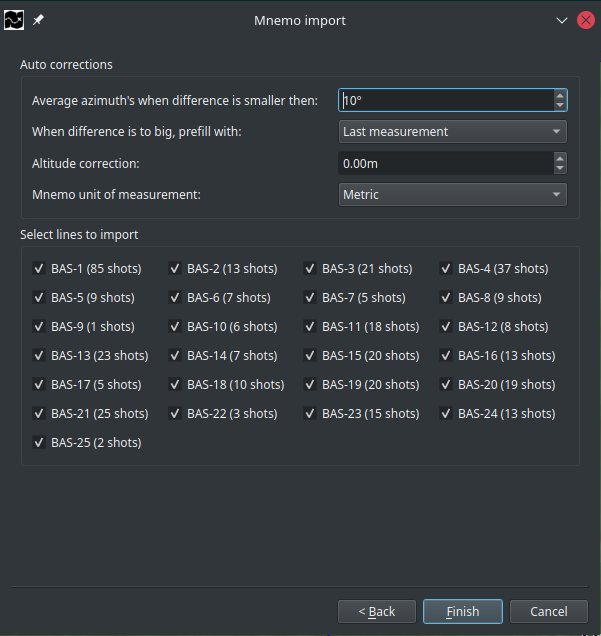 Mnemo import
Auto corrections
Average azimuth's when difference is smaller then: 10°
When difference is to big, prefill with: Last measurement
Altitude correction: 0.00m
Mnemo unit of measurement: Metric
Select lines to import
BAS-1 (85 shots) BAS-2 (13 shots) BAS-3 (21 shots) BAS-4 (37 shots)
BAS-5 (9 shots) BAS-6 (7 shots) BAS-7 (5 shots) BAS-8 (9 shots)
BAS-9 (1 shots) BAS-10 (6 shots) BAS-11 (18 shots) BAS-12 (8 shots)
BAS-13 (23 shots) BAS-14 (7 shots) BAS-15 (20 shots) BAS-16 (13 shots)
BAS-17 (5 shots) BAS-18 (10 shots) BAS-19 (20 shots) BAS-20 (19 shots)
BAS-21 (25 shots) BAS-22 (3 shots) BAS-23 (15 shots) BAS-24 (13 shots)
BAS-25 (2 shots)
< Back Finish Cancel